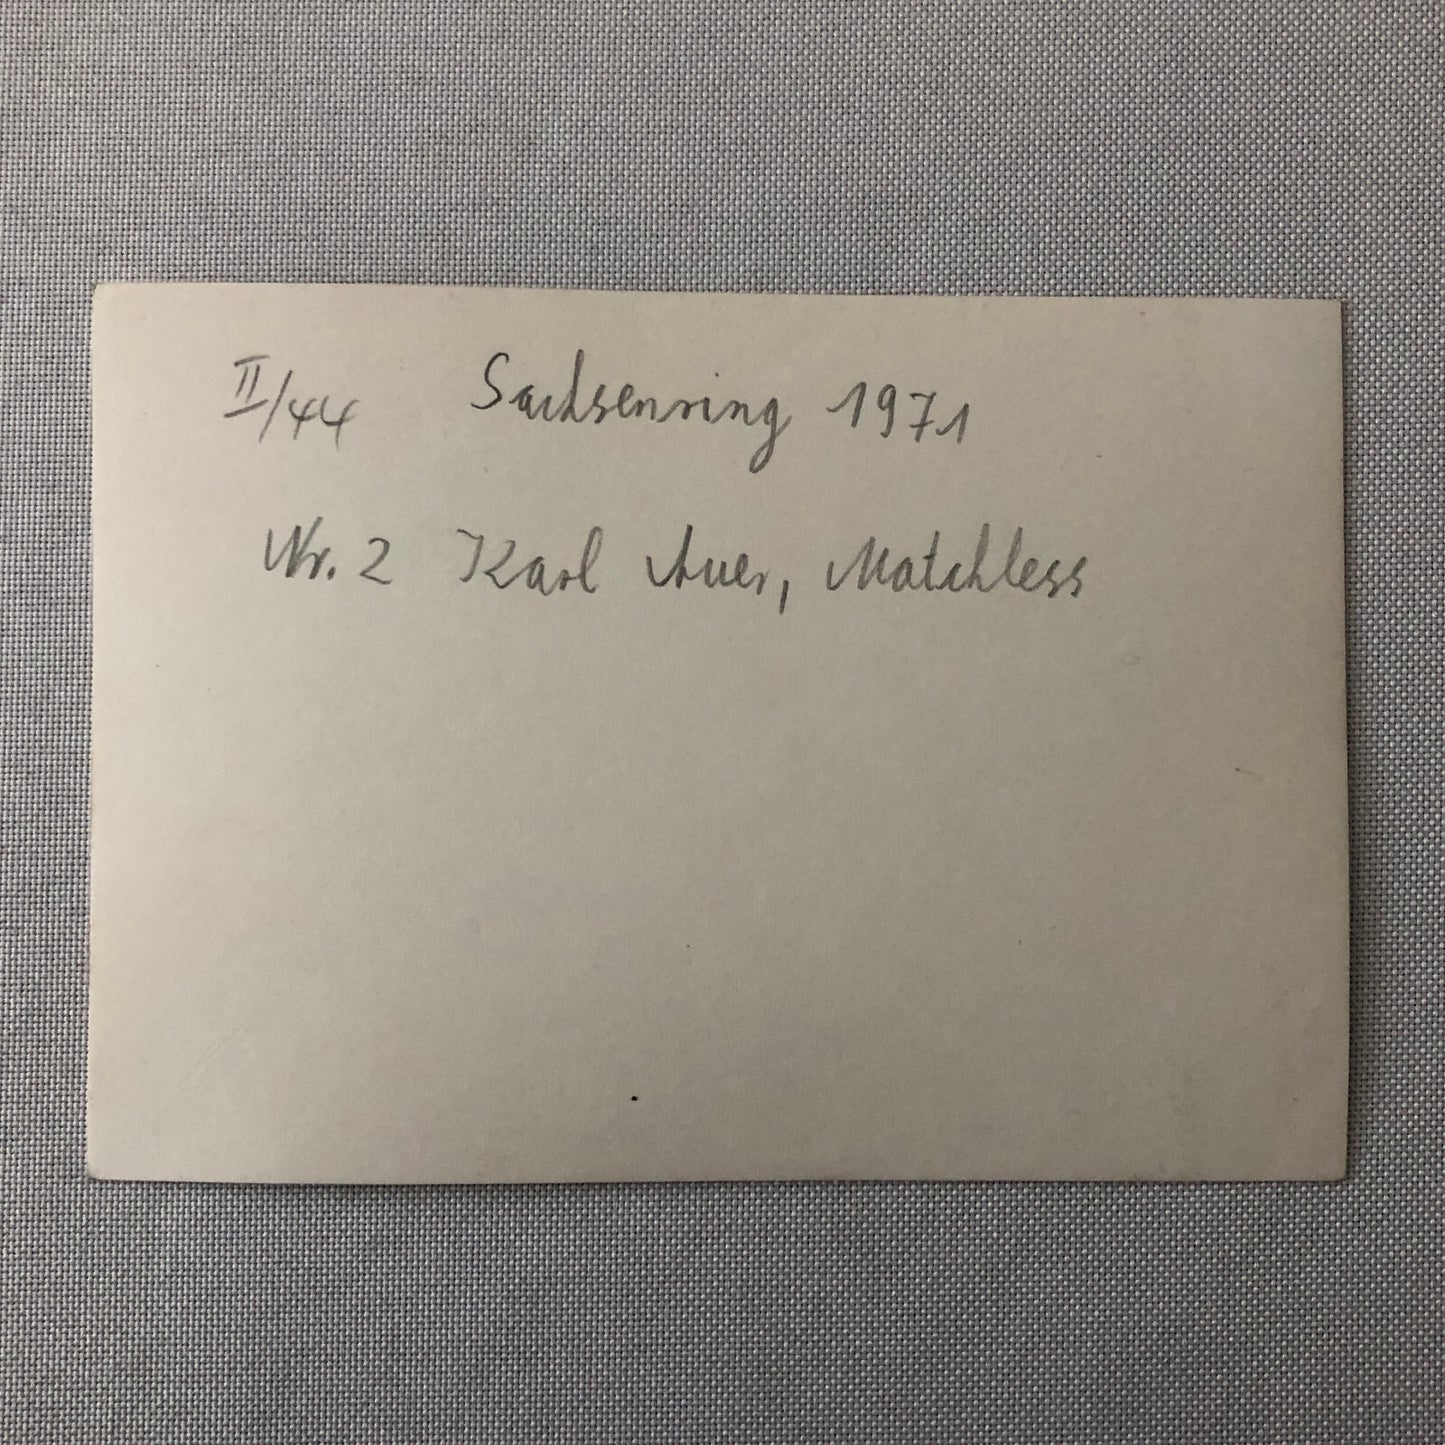 II/44 Sachsenring 1971
Nr. 2 Karl Auer, Matchless